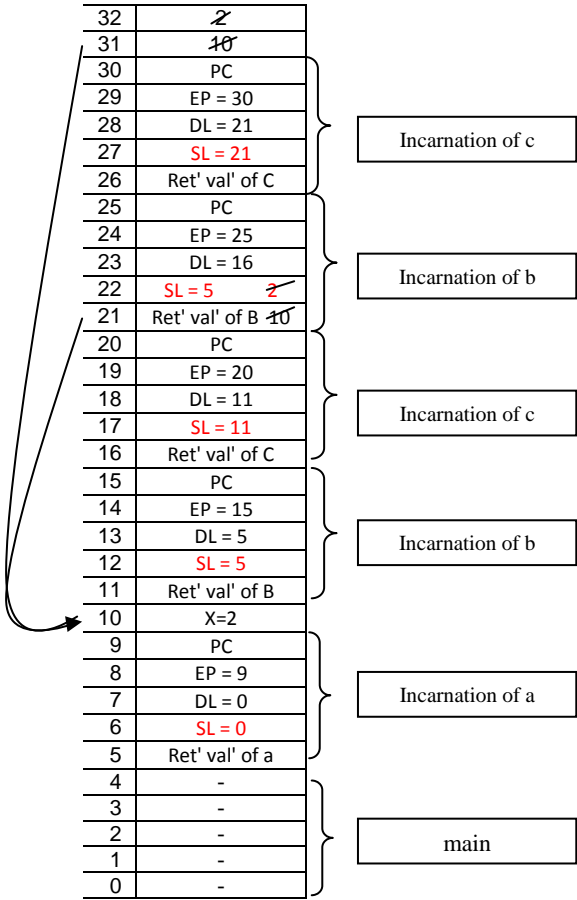 32 2
31 10
30 PC
29 EP = 30
28 DL = 21
27 SL = 21
26 Ret' val' of C
Incarnation of c
25 PC
24 EP = 25
23 DL = 16
22 SL = 5 2
21 Ret' val' of B 10
Incarnation of b
20 PC
19 EP = 20
18 DL = 11
17 SL = 11
16 Ret' val' of C
Incarnation of c
15 PC
14 EP = 15
13 DL = 5
12 SL = 5
11 Ret' val' of B
Incarnation of b
10 X=2
9 PC
8 EP = 9
7 DL = 0
6 SL = 0
5 Ret' val' of a
Incarnation of a
4 -
3 -
2 -
1 -
0 -
main